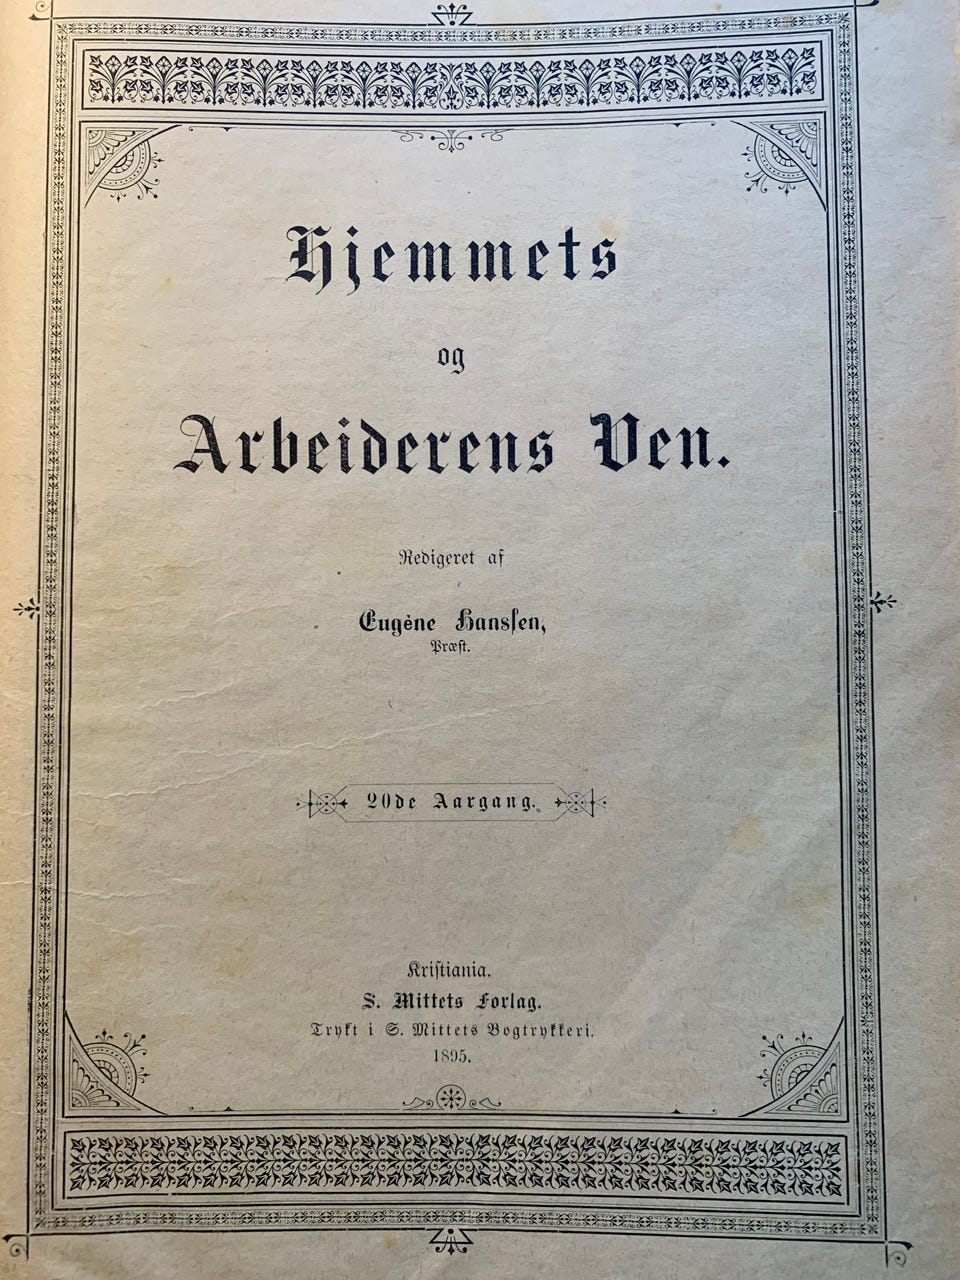 Hjemmets
og
Arbeiderens Ven.
Redigeret af
Eugène Hansſen,
Præſt.
20de Aargang.
Kriſtiania.
S. Mittets Forlag.
Trykt i S. Mittets Bogtrykkeri.
1895.